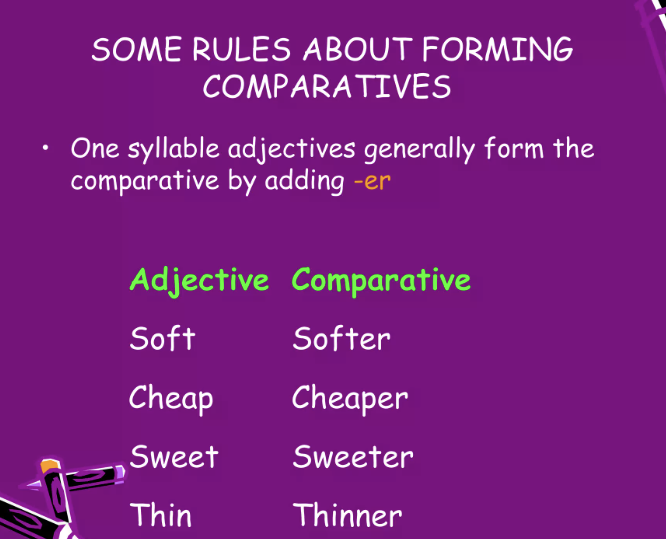 SOME RULES ABOUT FORMING
COMPARATIVES
• One syllable adjectives generally form the
comparative by adding -er
Adjective Comparative
Soft Softer
Cheap Cheaper
Sweet Sweeter
Thin Thinner